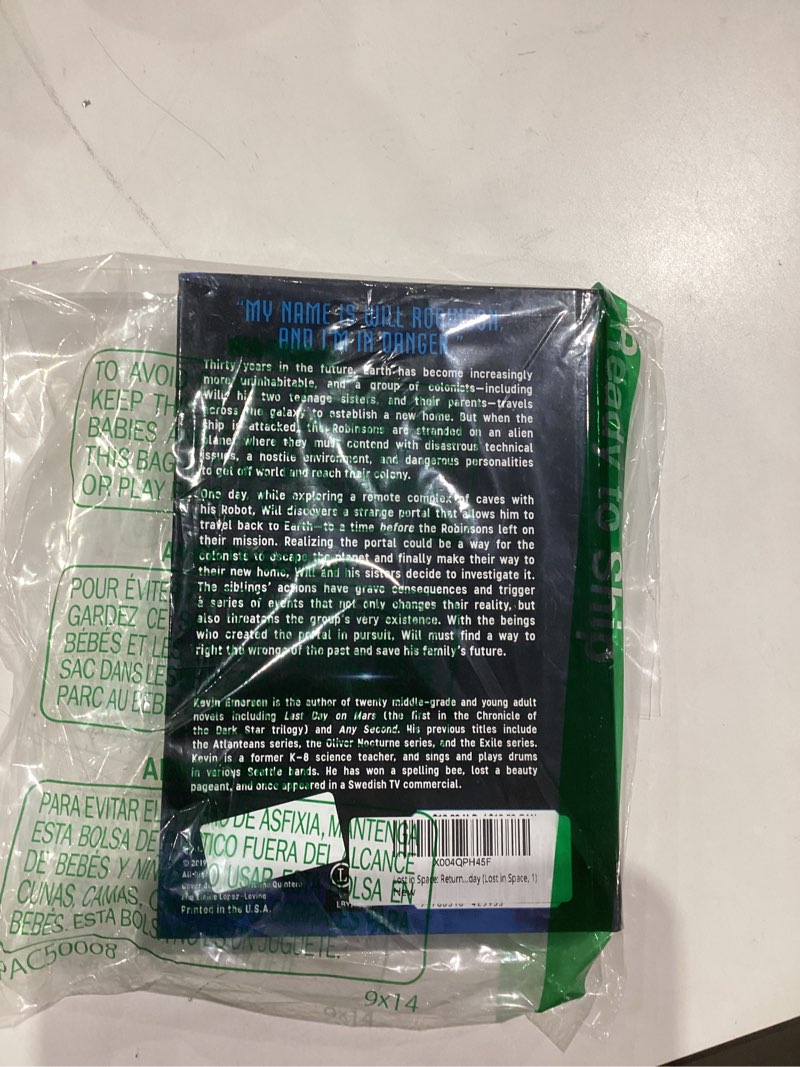 "MY NAME IS WILL ROBINSON,
AND I'M IN DANGER."
Thirty years in the future, Earth has become increasingly
more uninhabitable, and a group of colonists—including
Will, his two teenage sisters, and their parents—travels
across the galaxy to establish a new home. But when the
ship is attacked, the Robinsons are stranded on an alien
planet where they must contend with disastrous technical
issues, a hostile environment, and dangerous personalities
to get off world and reach their colony.
One day, while exploring a remote complex of caves with
his Robot, Will discovers a strange portal that allows him to
travel back to Earth—to a time before the Robinsons left on
their mission. Realizing the portal could be a way for the
colonists to escape the planet and finally make their way to
their new home, Will and his sisters decide to investigate it.
The siblings' actions have grave consequences and trigger
a series of events that not only changes their reality, but
also threatens the group's very existence. With the beings
who created the portal in pursuit, Will must find a way to
right the wrongs of the past and save his family's future.
Kevin Emerson is the author of twenty middle-grade and young adult
novels including Last Day on Mars (the first in the Chronicle of
the Dark Star trilogy) and Any Second. His previous titles include
the Atlanteans series, the Oliver Nocturne series, and the Exile series.
Kevin is a former K-8 science teacher, and sings and plays drums
in various Seattle bands. He has won a spelling bee, lost a beauty
pageant, and once appeared in a Swedish TV commercial.
© 2019
Printed in the U.S.A.
X004QPH45F
Lost in Space: Return...day (Lost in Space, 1)
New
Ready to Ship
TO AVOID
KEEP TH
BABIES A
THIS BAG
OR PLAY
POUR ÉVITE
GARDEZ CE
BÉBÉS ET LE
SAC DANS LES
PARC AU BÉB
PARA EVITAR EL DE ASFIXIA, MANTENGA
ESTA BOLSA DE TICO FUERA DEL ALCANCE
DE BEBÉS Y NIÑ O USAR BOLSA EN
CUNAS, CAMAS, PARA
BEBÉS. ESTA BOLSA NO ES UN JUGUETE.
PAC50008
9x14